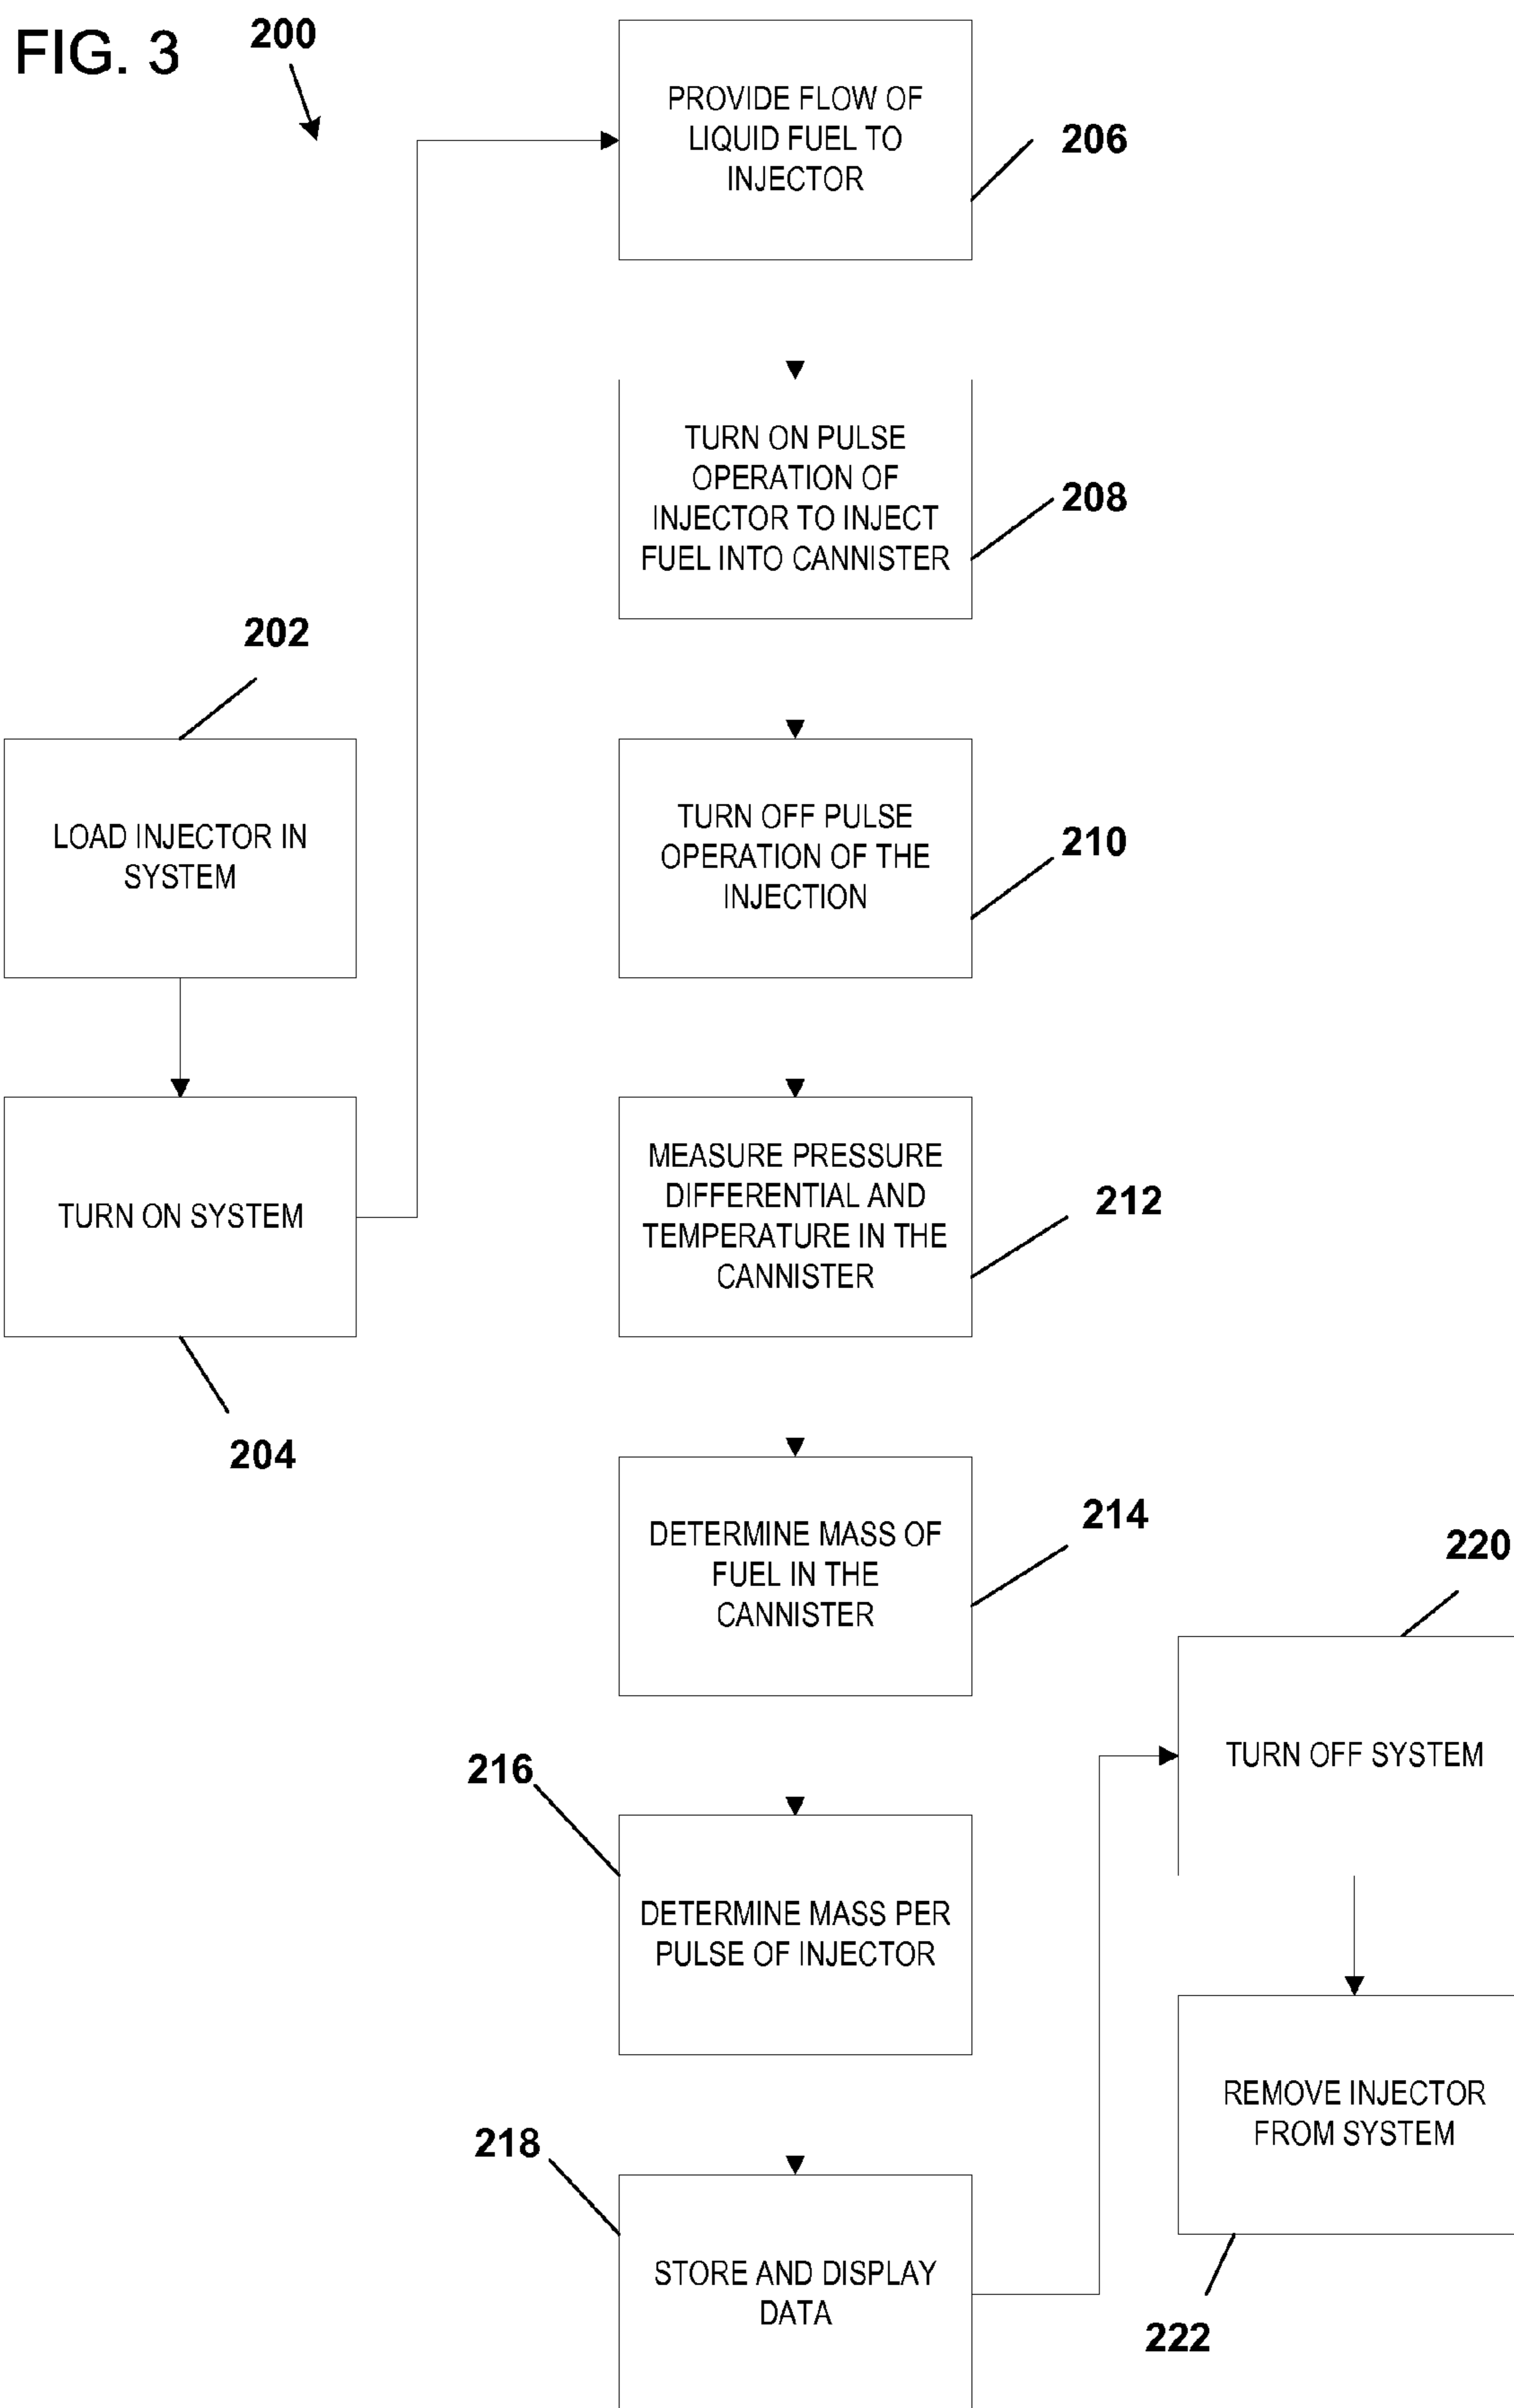 FIG. 3
200
PROVIDE FLOW OF
LIQUID FUEL TO
INJECTOR
206
TURN ON PULSE
OPERATION OF
INJECTOR TO INJECT
FUEL INTO CANNISTER
208
202
LOAD INJECTOR IN
SYSTEM
TURN OFF PULSE
OPERATION OF THE
INJECTION
210
TURN ON SYSTEM
204
MEASURE PRESSURE
DIFFERENTIAL AND
TEMPERATURE IN THE
CANNISTER
212
DETERMINE MASS OF
FUEL IN THE
CANNISTER
214
216
DETERMINE MASS PER
PULSE OF INJECTOR
218
STORE AND DISPLAY
DATA
220
TURN OFF SYSTEM
REMOVE INJECTOR
FROM SYSTEM
222